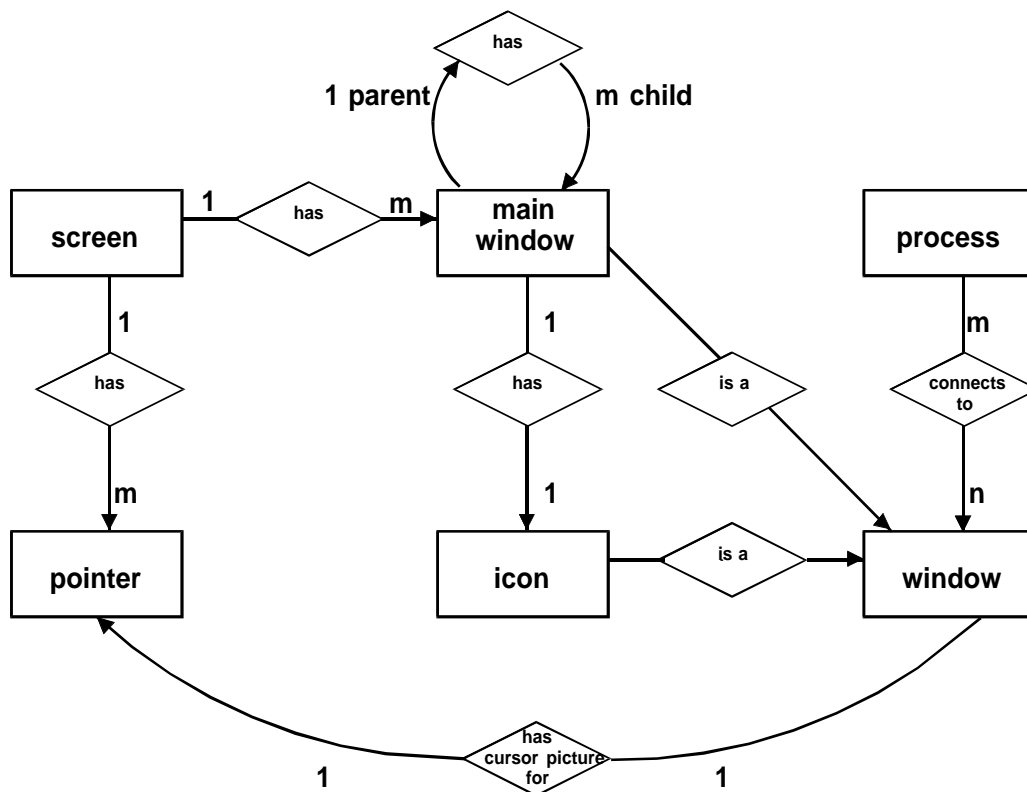 has
1 parent
m child
screen
1
has
m
main
window
process
1
has
m
1
has
1
is a
m
connects
to
n
pointer
icon
is a
window
1
has
cursor picture
for
1